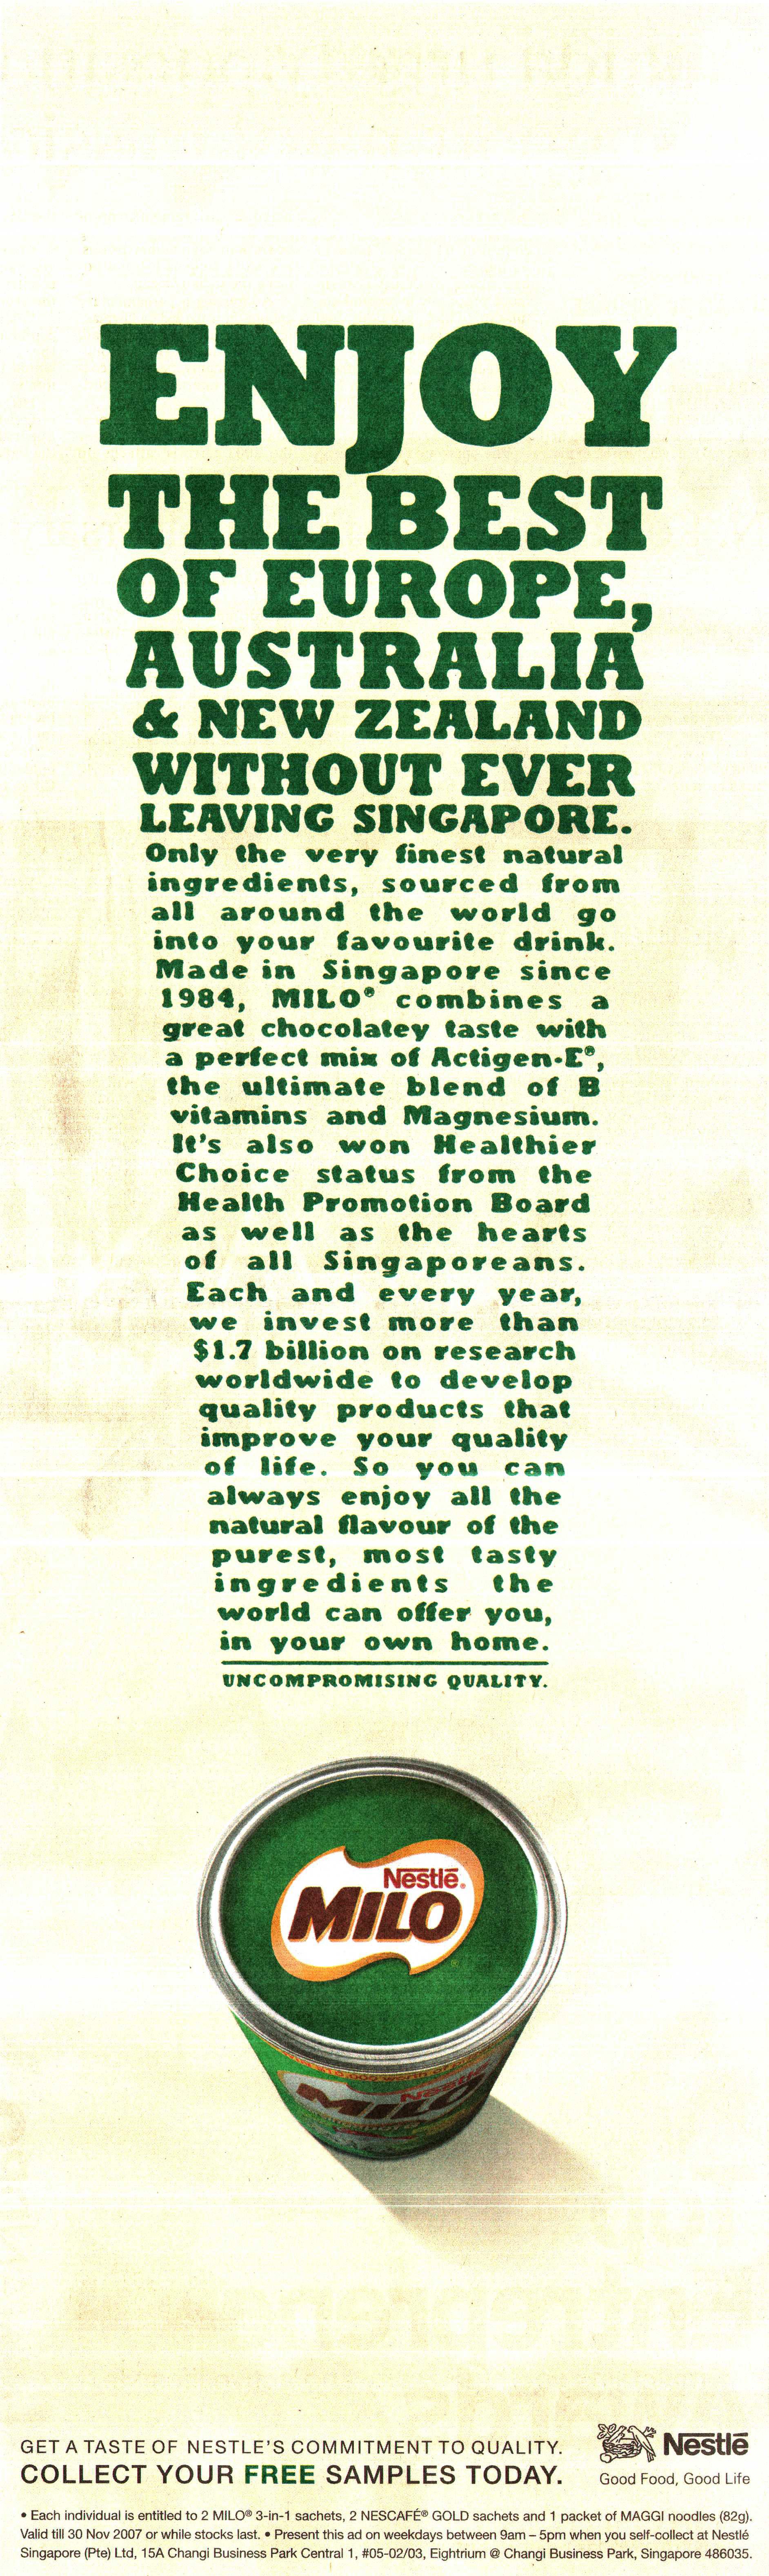 ENJOY
THE BEST
OF EUROPE,
AUSTRALIA
& NEW ZEALAND
WITHOUT EVER
LEAVING SINGAPORE.
Only the very finest natural
ingredients, sourced from
all around the world go
into your favourite drink.
Made in Singapore since
1984, MILO® combines a
great chocolatey taste with
a perfect mix of Actigen-E®,
the ultimate blend of B
vitamins and Magnesium.
It's also won Healthier
Choice status from the
Health Promotion Board
as well as the hearts
of all Singaporeans.
Each and every year,
we invest more than
$1.7 billion on research
worldwide to develop
quality products that
improve your quality
of life. So you can
always enjoy all the
natural flavour of the
purest, most tasty
ingredients the
world can offer you,
in your own home.
UNCOMPROMISING QUALITY.
Nestlé®
MILO
®
Nestlé
MILO
GET A TASTE OF NESTLE'S COMMITMENT TO QUALITY.
COLLECT YOUR FREE SAMPLES TODAY.
Nestlé
Good Food, Good Life
• Each individual is entitled to 2 MILO® 3-in-1 sachets, 2 NESCAFÉ® GOLD sachets and 1 packet of MAGGI noodles (82g).
Valid till 30 Nov 2007 or while stocks last. • Present this ad on weekdays between 9am – 5pm when you self-collect at Nestlé
Singapore (Pte) Ltd, 15A Changi Business Park Central 1, #05-02/03, Eightrium @ Changi Business Park, Singapore 486035.